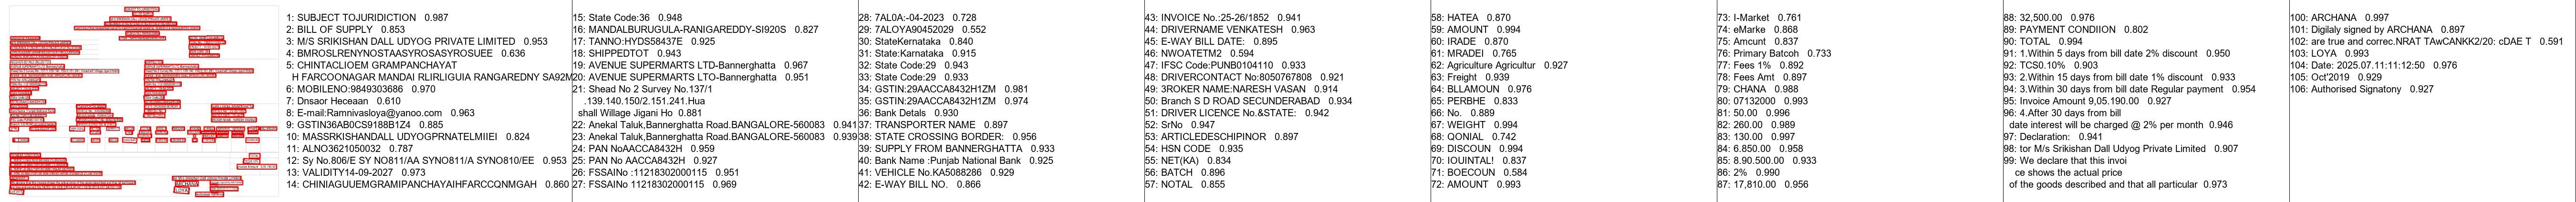 1: SUBJECT TOJURIDICTION 0.987
2: BILL OF SUPPLY 0.853
3: M/S SRIKISHAN DALL UDYOG PRIVATE LIMITED 0.953
4: BMROSLRENYNOSTAASYROSASYROSUEE 0.636
5: CHINTACLIOEM GRAMPANCHAYAT
H FARCOONAGAR MANDAI RLIRLIGUIA RANGAREDNY SA92M
6: MOBILENO:9849303686 0.970
7: Dnsaor Heceaan 0.610
8: E-mail:Ramnivasloya@yanoo.com 0.963
9: GSTIN36AB0CS9188B1Z4 0.885
10: MASSRKISHANDALL UDYOGPRNATELMIIEI 0.824
11: ALNO3621050032 0.787
12: Sy No.806/E SY NO811/AA SYNO811/A SYNO810/EE 0.953
13: VALIDITY14-09-2027 0.973
14: CHINIAGUUEMGRAMIPANCHAYAIHFARCCQNMGAH 0.860
15: State Code:36 0.948
16: MANDALBURUGULA-RANIGAREDDY-SI920S 0.827
17: TANNO:HYDS58437E 0.925
18: SHIPPEDTOT 0.943
19: AVENUE SUPERMARTS LTD-Bannerghatta 0.967
20: AVENUE SUPERMARTS LTO-Bannerghatta 0.951
21: Shead No 2 Survey No.137/1
.139.140.150/2.151.241.Hua
shall Willage Jigani Ho 0.881
22: Anekal Taluk,Bannerghatta Road.BANGALORE-560083 0.941
23: Anekal Taluk,Bannerghatta Road.BANGALORE-560083 0.939
24: PAN NoAACCA8432H 0.959
25: PAN No AACCA8432H 0.927
26: FSSAINo :11218302000115 0.951
27: FSSAINo 11218302000115 0.969
28: 7AL0A:-04-2023 0.728
29: 7ALOYA90452029 0.552
30: StateKernataka 0.840
31: State:Karnataka 0.915
32: State Code:29 0.943
33: State Code:29 0.933
34: GSTIN:29AACCA8432H1ZM 0.981
35: GSTIN:29AACCA8432H1ZM 0.974
36: Bank Detals 0.930
37: TRANSPORTER NAME 0.897
38: STATE CROSSING BORDER: 0.956
39: SUPPLY FROM BANNERGHATTA 0.933
40: Bank Name :Punjab National Bank 0.925
41: VEHICLE No.KA5088286 0.929
42: E-WAY BILL NO. 0.866
43: INVOICE No.:25-26/1852 0.941
44: DRIVERNAME VENKATESH 0.963
45: E-WAY BILL DATE: 0.895
46: NWOATETM2 0.594
47: IFSC Code:PUNB0104110 0.933
48: DRIVERCONTACT No:8050767808 0.921
49: 3ROKER NAME:NARESH VASAN 0.914
50: Branch S D ROAD SECUNDERABAD 0.934
51: DRIVER LICENCE No.&STATE: 0.942
52: SrNo 0.947
53: ARTICLEDESCHIPINOR 0.897
54: HSN CODE 0.935
55: NET(KA) 0.834
56: BATCH 0.896
57: NOTAL 0.855
58: HATEA 0.870
59: AMOUNT 0.994
60: IRADE 0.870
61: MRADEI 0.765
62: Agriculture Agricultur 0.927
63: Freight 0.939
64: BLLAMOUN 0.976
65: PERBHE 0.833
66: No. 0.889
67: WEIGHT 0.994
68: QONIAL 0.742
69: DISCOUN 0.994
70: IOUINTAL! 0.837
71: BOECOUN 0.584
72: AMOUNT 0.993
73: I-Market 0.761
74: eMarke 0.868
75: Amcunt 0.837
76: Primary Batcoh 0.733
77: Fees 1% 0.892
78: Fees Amt 0.897
79: CHANA 0.988
80: 07132000 0.993
81: 50.00 0.996
82: 260.00 0.989
83: 130.00 0.997
84: 6.850.00 0.958
85: 8.90.500.00 0.933
86: 2% 0.990
87: 17,810.00 0.956
88: 32,500.00 0.976
89: PAYMENT CONDIION 0.802
90: TOTAL 0.994
91: 1.Within 5 days from bill date 2% discount 0.950
92: TCS0.10% 0.903
93: 2.Within 15 days from bill date 1% discount 0.933
94: 3.Within 30 days from bill date Regular payment 0.954
95: Invoice Amount 9,05.190.00 0.927
96: 4.After 30 days from bill
date interest will be charged @ 2% per month 0.946
97: Declaration: 0.941
98: tor M/s Srikishan Dall Udyog Private Limited 0.907
99: We declare that this invoi
ce shows the actual price
of the goods described and that all particular 0.973
100: ARCHANA 0.997
101: Digilaly signed by ARCHANA 0.897
102: are true and correc.NRAT TAwCANKK2/20: cDAE T 0.591
103: LOYA 0.993
104: Date: 2025.07.11:11:12:50 0.976
105: Oct'2019 0.929
106: Authorised Signatony 0.927